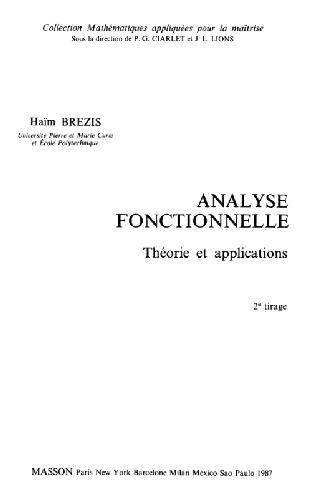 Collection Mathématiques appliquées pour la maîtrise
Sous la direction de P. G. CIARLET et J. L. LIONS
Haïm BREZIS
Université Pierre et Marie Curie
et École Polytechnique
ANALYSE
FONCTIONNELLE
Théorie et applications
2e tirage
MASSON Paris New York Barcelone Milan Mexico Sao Paulo 1987